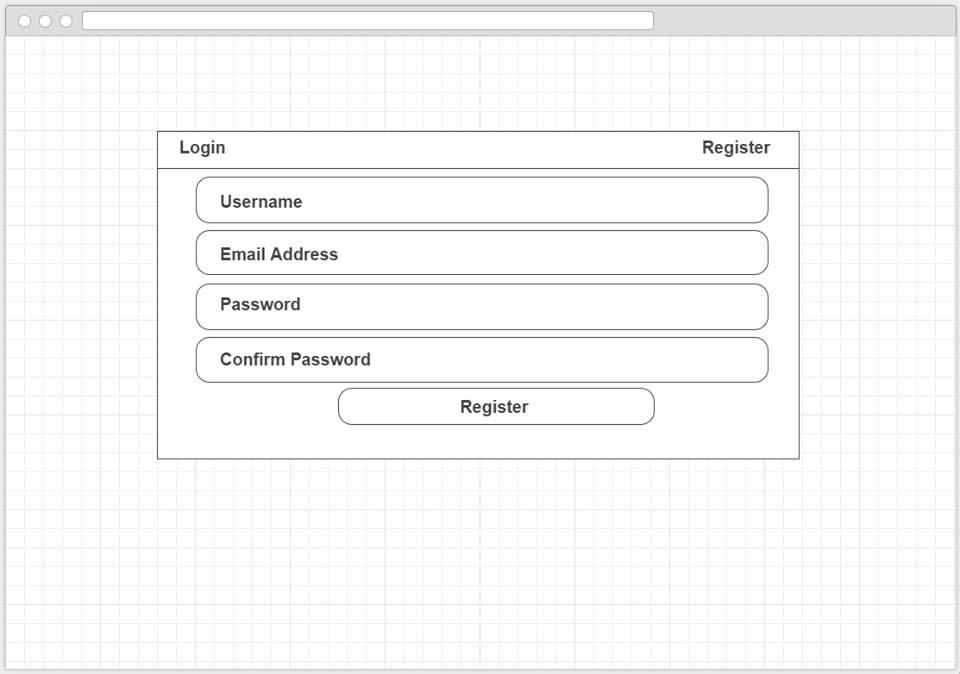 Login Register
Username
Email Address
Password
Confirm Password
Register